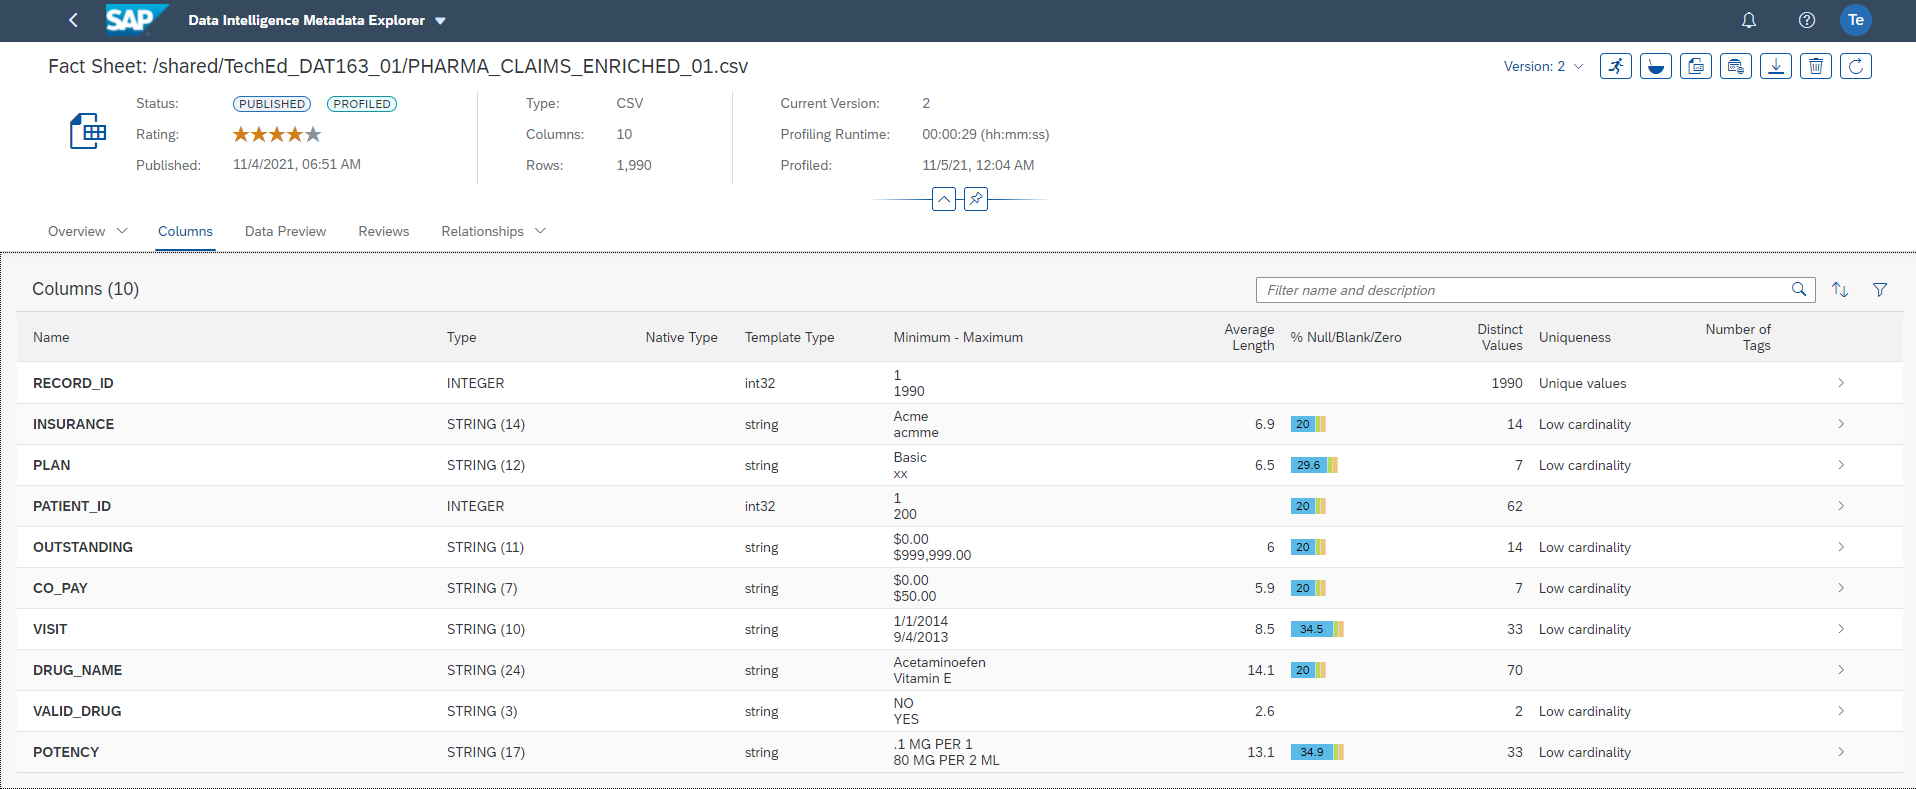 SAP Data Intelligence Metadata Explorer Te
Fact Sheet: /shared/TechEd_DAT163_01/PHARMA_CLAIMS_ENRICHED_01.csv Version: 2
Status: PUBLISHED PROFILED Type: CSV Current Version: 2
Rating: Columns: 10 Profiling Runtime: 00:00:29 (hh:mm:ss)
Published: 11/4/2021, 06:51 AM Rows: 1,990 Profiled: 11/5/21, 12:04 AM
Overview Columns Data Preview Reviews Relationships
Columns (10) Filter name and description
Name Type Native Type Template Type Minimum - Maximum Average Length % Null/Blank/Zero Distinct Values Uniqueness Number of Tags
RECORD_ID INTEGER int32 1 1990 1990 Unique values
INSURANCE STRING (14) string Acme acmme 6.9 20 14 Low cardinality
PLAN STRING (12) string Basic xx 6.5 29.6 7 Low cardinality
PATIENT_ID INTEGER int32 1 200 20 62
OUTSTANDING STRING (11) string $0.00 $999,999.00 6 20 14 Low cardinality
CO_PAY STRING (7) string $0.00 $50.00 5.9 20 7 Low cardinality
VISIT STRING (10) string 1/1/2014 9/4/2013 8.5 34.5 33 Low cardinality
DRUG_NAME STRING (24) string Acetaminoefen Vitamin E 14.1 20 70
VALID_DRUG STRING (3) string NO YES 2.6 2 Low cardinality
POTENCY STRING (17) string .1 MG PER 1 80 MG PER 2 ML 13.1 34.9 33 Low cardinality